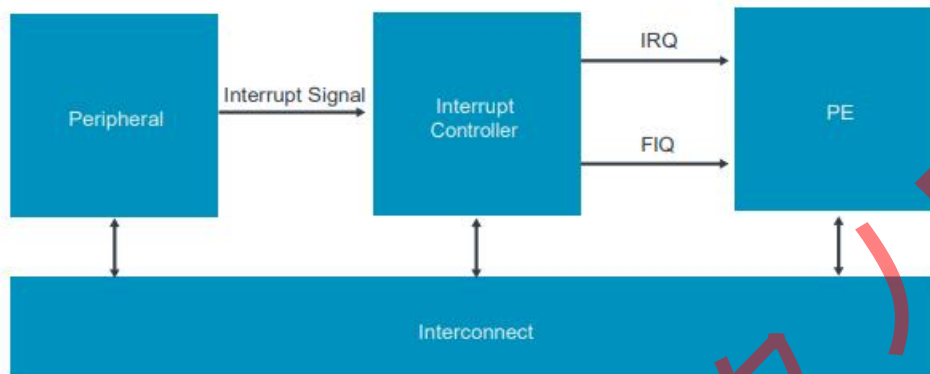 IRQ
Interrupt Signal
Peripheral
Interrupt
Controller
PE
FIQ
Interconnect